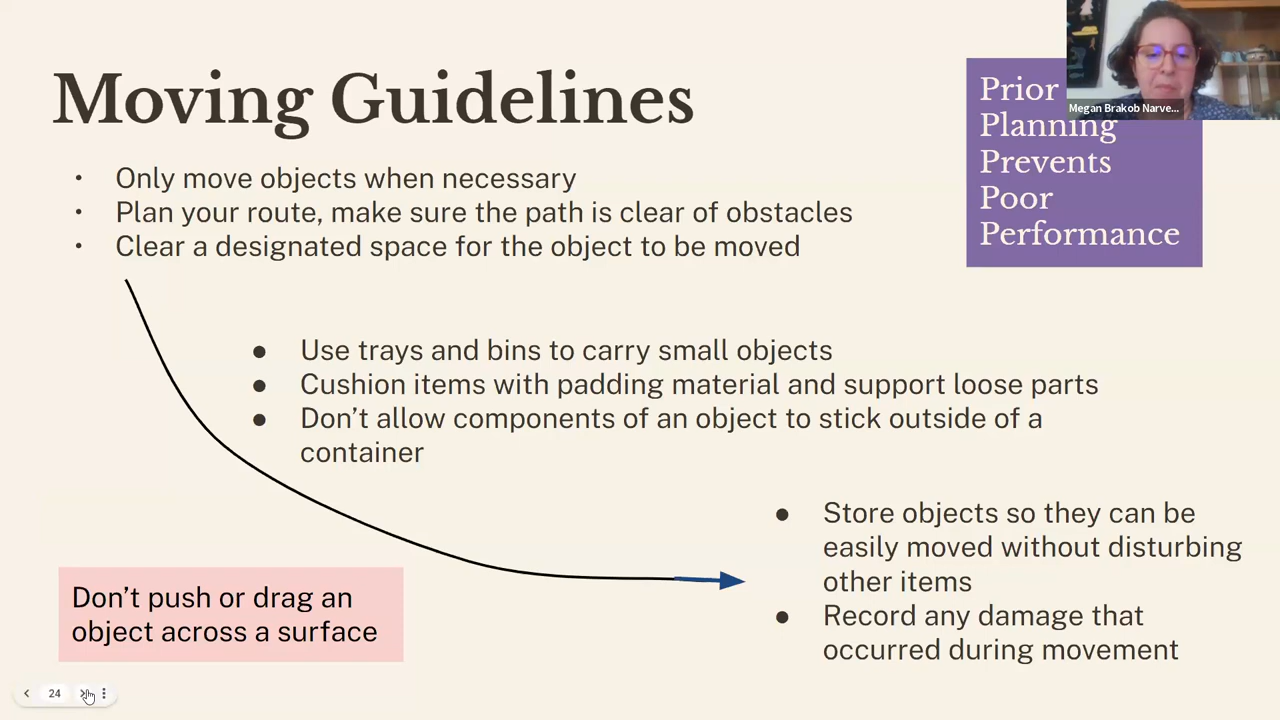 Moving Guidelines
• Only move objects when necessary
• Plan your route, make sure the path is clear of obstacles
• Clear a designated space for the object to be moved
Prior
Planning
Prevents
Poor
Performance
Megan Brakob Narve...
● Use trays and bins to carry small objects
● Cushion items with padding material and support loose parts
● Don’t allow components of an object to stick outside of a
container
● Store objects so they can be
easily moved without disturbing
other items
● Record any damage that
occurred during movement
Don’t push or drag an
object across a surface
24